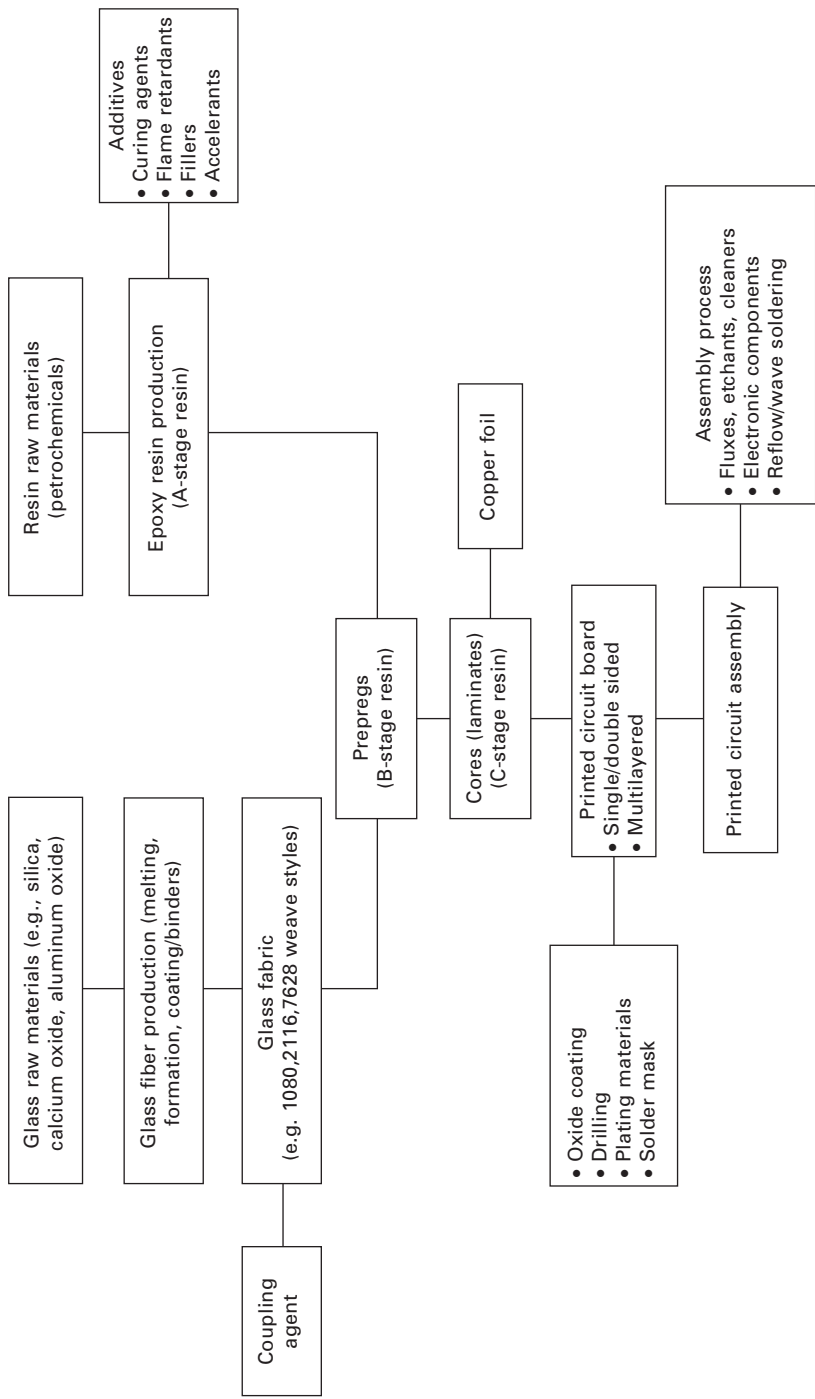 Glass raw materials (e.g., silica,
calcium oxide, aluminum oxide)
Glass fiber production (melting,
formation, coating/binders)
Coupling
agent
Glass fabric
(e.g. 1080,2116,7628 weave styles)
Resin raw materials
(petrochemicals)
Epoxy resin production
(A-stage resin)
Additives
• Curing agents
• Flame retardants
• Fillers
• Accelerants
Prepregs
(B-stage resin)
Cores (laminates)
(C-stage resin)
Copper foil
• Oxide coating
• Drilling
• Plating materials
• Solder mask
Printed circuit board
• Single/double sided
• Multilayered
Printed circuit assembly
Assembly process
• Fluxes, etchants, cleaners
• Electronic components
• Reflow/wave soldering